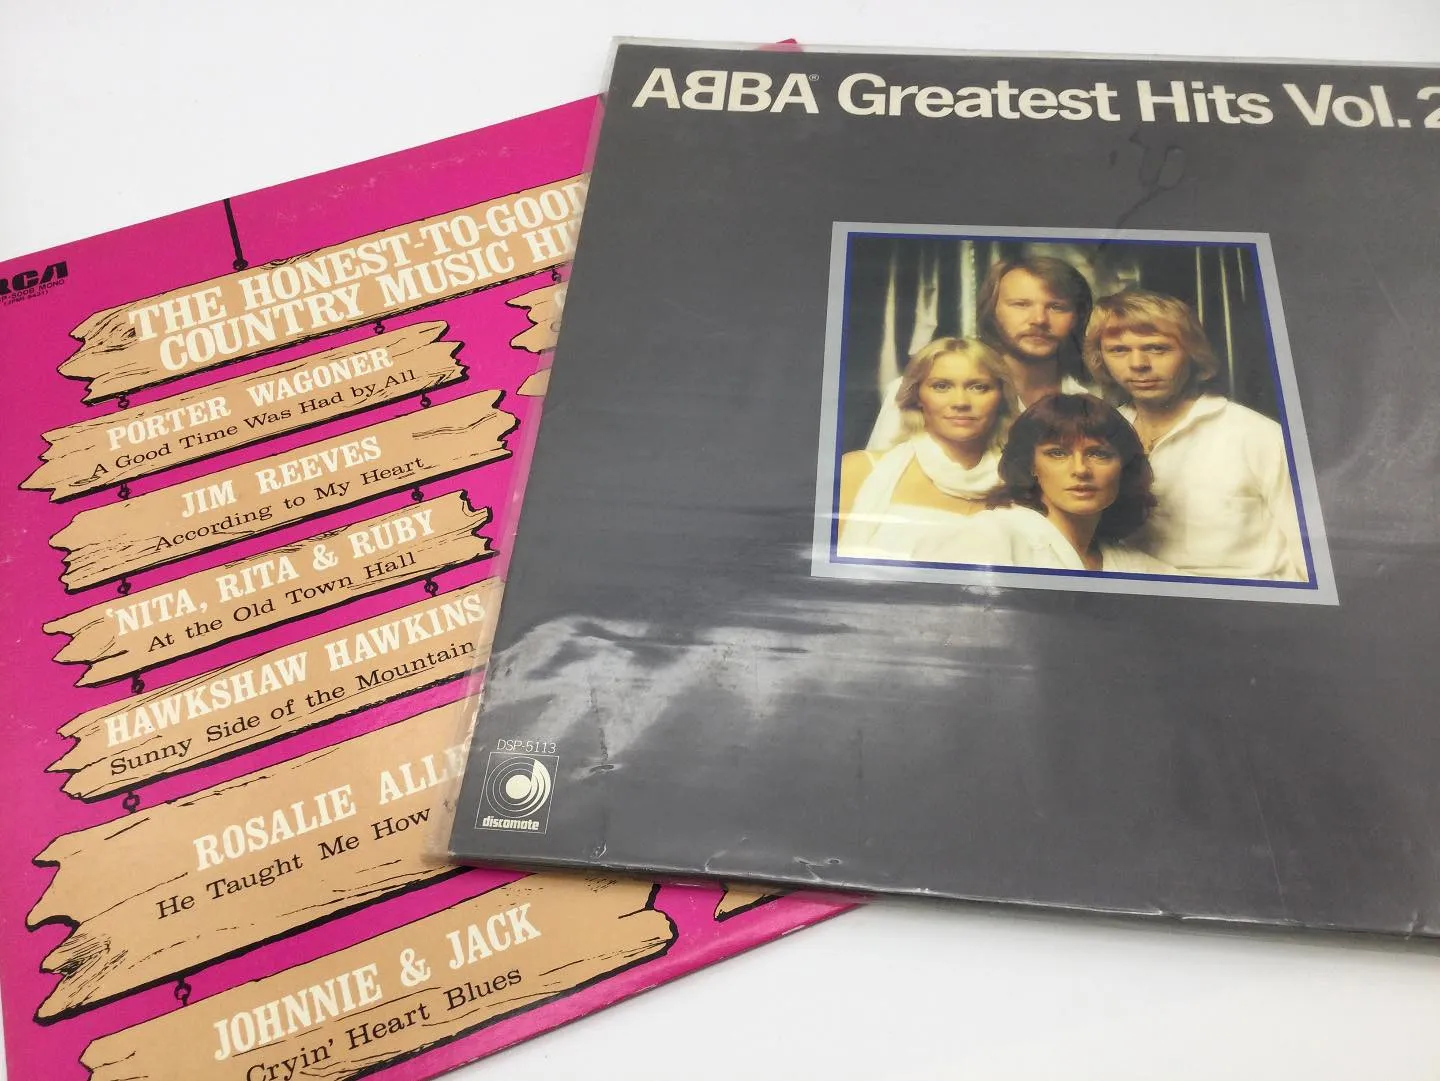 RCA
MONO
THE HONEST-TO-GOOD
COUNTRY MUSIC
PORTER WAGONER
A Good Time Was Had by All
JIM REEVES
According to My Heart
'NITA, RITA & RUBY
At the Old Town Hall
HAWKSHAW HAWKINS
Sunny Side of the Mountain
ROSALIE
He Taught Me How
JOHNNIE & JACK
Cryin' Heart Blues
ABBA® Greatest Hits Vol. 2
DSP-5113
discomate